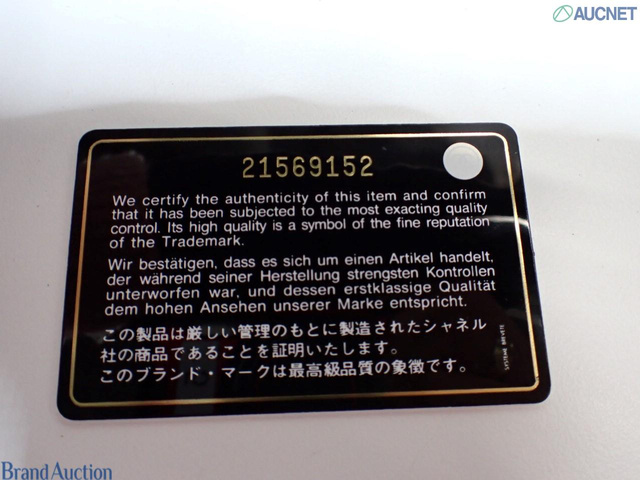 AUCNET
21569152
We certify the authenticity of this item and confirm
that it has been subjected to the most exacting quality
control. Its high quality is a symbol of the fine reputation
of the Trademark.
Wir bestätigen, dass es sich um einen Artikel handelt,
der während seiner Herstellung strengsten Kontrollen
unterworfen war, und dessen erstklassige Qualität
dem hohen Ansehen unserer Marke entspricht.
この製品は厳しい管理のもとに製造されたシャネル
社の商品であることを証明いたします。
このブランド・マークは最高級品質の象徴です。
SYSTEME BREVETE
Brand Auction